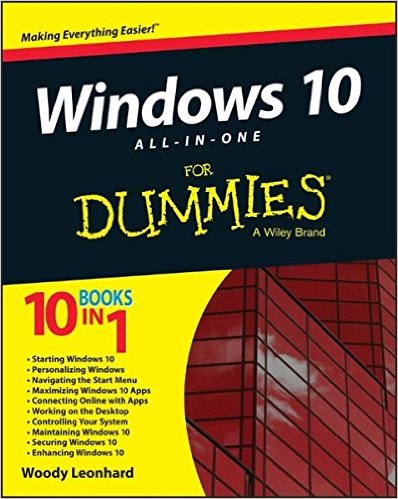 Making Everything Easier!™
Windows 10
ALL-IN-ONE
FOR
DUMMIES®
A Wiley Brand
10 BOOKS
IN 1
• Starting Windows 10
• Personalizing Windows
• Navigating the Start Menu
• Maximizing Windows 10 Apps
• Connecting Online with Apps
• Working on the Desktop
• Controlling Your System
• Maintaining Windows 10
• Securing Windows 10
• Enhancing Windows 10
Woody Leonhard